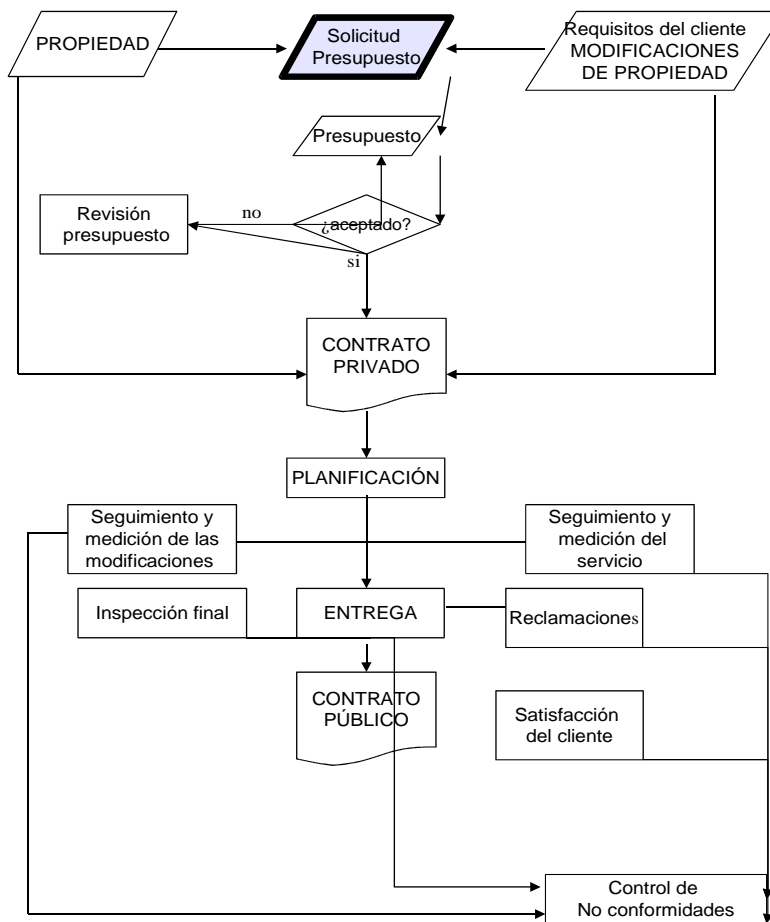 PROPIEDAD
Solicitud
Presupuesto
Requisitos del cliente
MODIFICACIONES
DE PROPIEDAD
Presupuesto
Revisión
presupuesto
no
¿aceptado?
si
CONTRATO
PRIVADO
PLANIFICACIÓN
Seguimiento y
medición de las
modificaciones
Seguimiento y
medición del
servicio
Inspección final
ENTREGA
Reclamaciones
CONTRATO
PÚBLICO
Satisfacción
del cliente
Control de
No conformidades